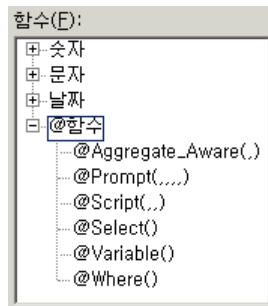 함수(F):
숫자
문자
날짜
@함수
@Aggregate_Aware(,)
@Prompt(,,,,)
@Script(,,)
@Select()
@Variable()
@Where()